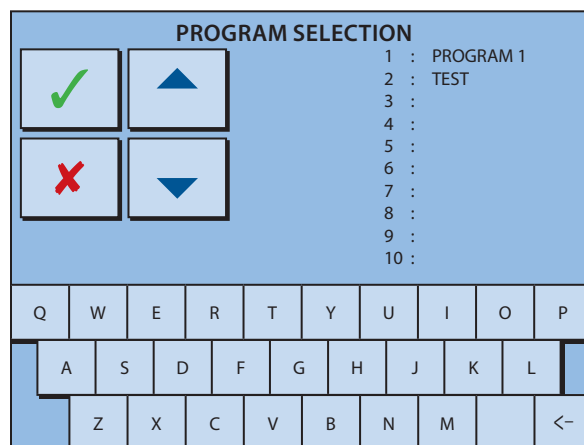 PROGRAM SELECTION
1 : PROGRAM 1
2 : TEST
3 :
4 :
5 :
6 :
7 :
8 :
9 :
10 :
Q W E R T Y U I O P
A S D F G H J K L
Z X C V B N M <-